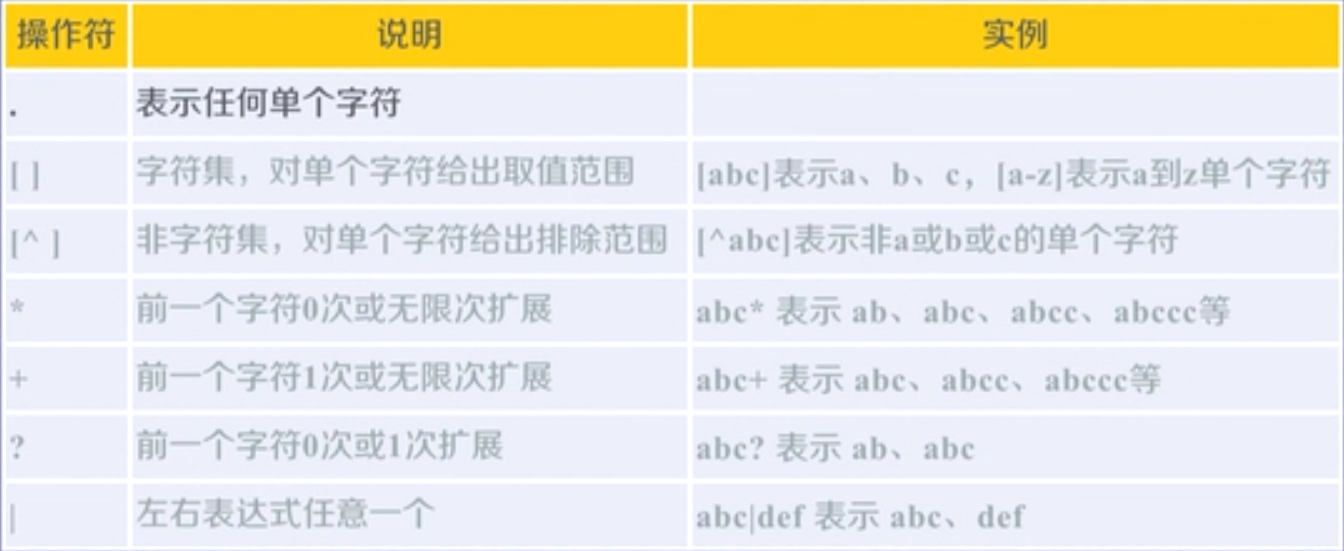 操作符 说明 实例
. 表示任何单个字符
[ ] 字符集，对单个字符给出取值范围 [abc]表示a、b、c，[a-z]表示a到z单个字符
[^ ] 非字符集，对单个字符给出排除范围 [^abc]表示非a或b或c的单个字符
* 前一个字符0次或无限次扩展 abc* 表示 ab、abc、abcc、abccc等
+ 前一个字符1次或无限次扩展 abc+ 表示 abc、abcc、abccc等
? 前一个字符0次或1次扩展 abc? 表示 ab、abc
| 左右表达式任意一个 abc|def 表示 abc、def